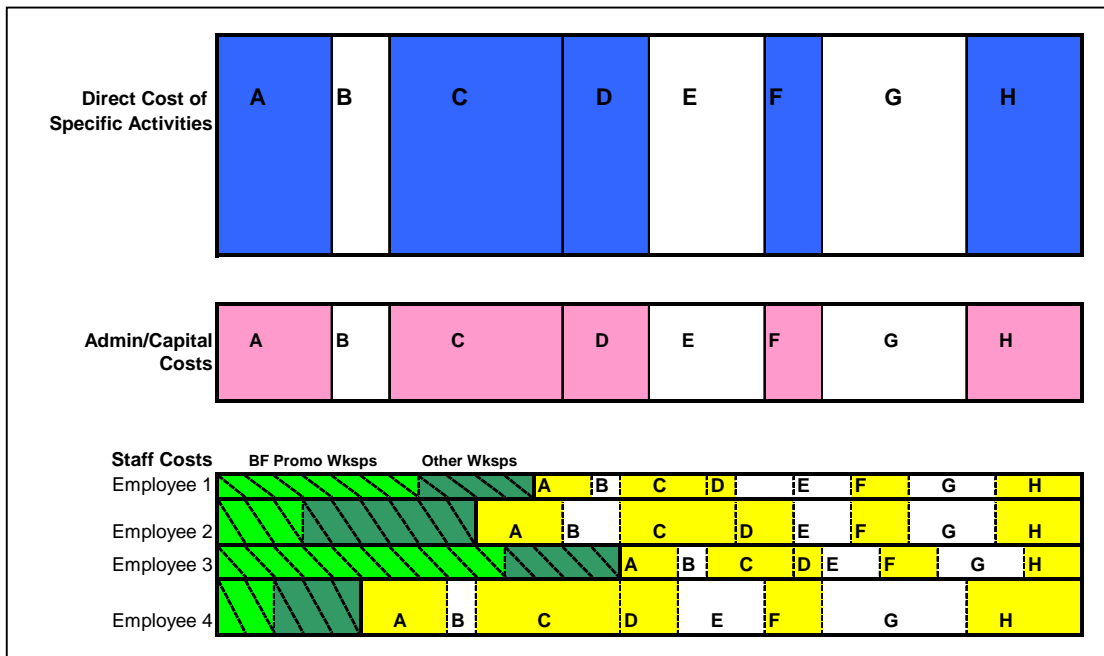 Direct Cost of
Specific Activities
A B C D E F G H
Admin/Capital
Costs
A B C D E F G H
Staff Costs BF Promo Wksps Other Wksps
Employee 1 A B C D E F G H
Employee 2 A B C D E F G H
Employee 3 A B C D E F G H
Employee 4 A B C D E F G H